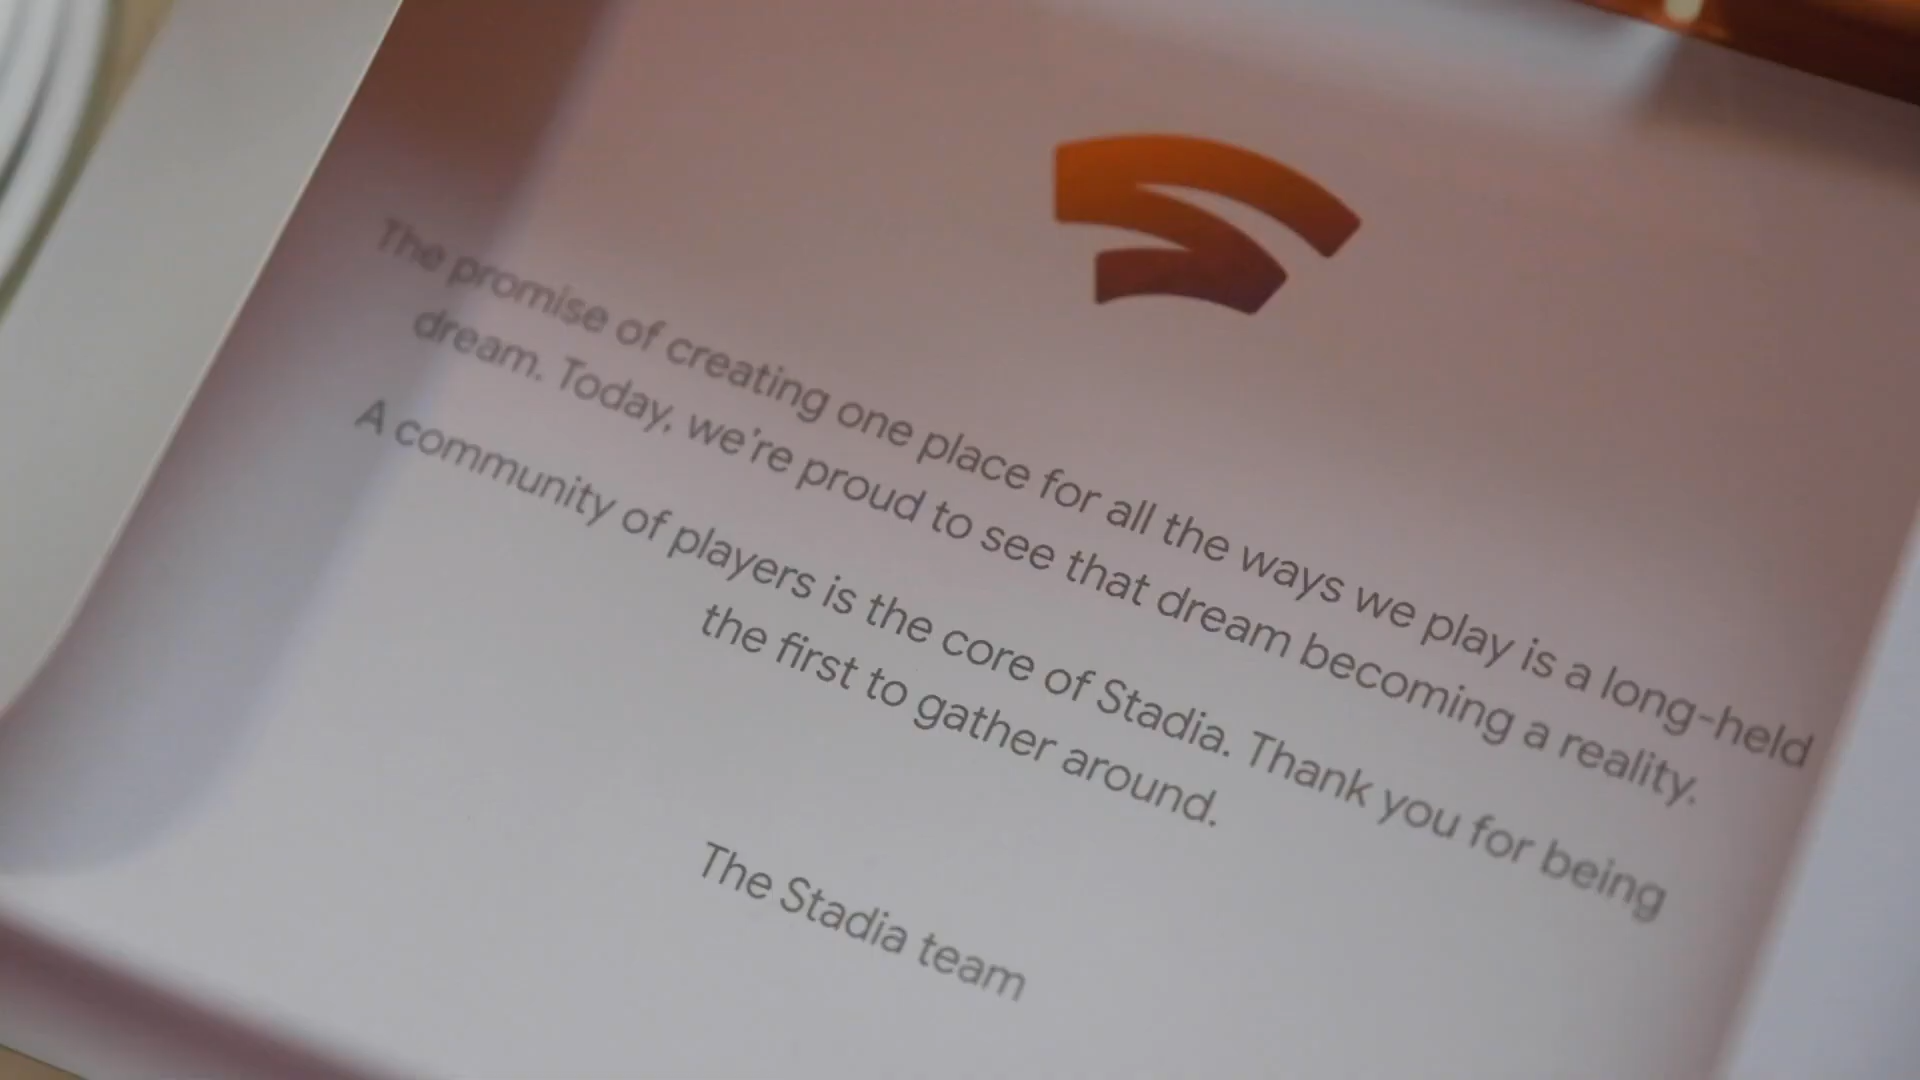 The promise of creating one place for all the ways we play is a long-held
dream. Today, we're proud to see that dream becoming a reality.
A community of players is the core of Stadia. Thank you for being
the first to gather around.
The Stadia team